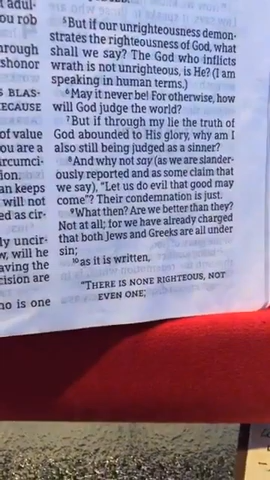 t adul-
ou rob
hrough
shonor
S BLAS-
ECAUSE
of value
ou are a
ircumci-
ion.
an keeps
will not
ed as cir-
ly uncir-
w, will he
aving the
cision are
ho is one
5But if our unrighteousness demon-
strates the righteousness of God, what
shall we say? The God who inflicts
wrath is not unrighteous, is He? (I am
speaking in human terms.)
6May it never be! For otherwise, how
will God judge the world?
7But if through my lie the truth of
God abounded to His glory, why am I
also still being judged as a sinner?
8And why not say (as we are slander-
ously reported and as some claim that
we say), "Let us do evil that good may
come"? Their condemnation is just.
9What then? Are we better than they?
Not at all; for we have already charged
that both Jews and Greeks are all under
sin;
10as it is written,
"THERE IS NONE RIGHTEOUS, NOT
EVEN ONE;